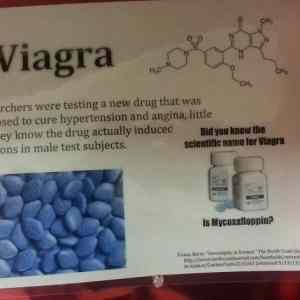 Viagra
rchers were testing a new drug that was
osed to cure hypertension and angina, little
ey know the drug actually induced
ons in male test subjects.
Did you know the
scientific name for Viagra
Is Mycoxafloppin?